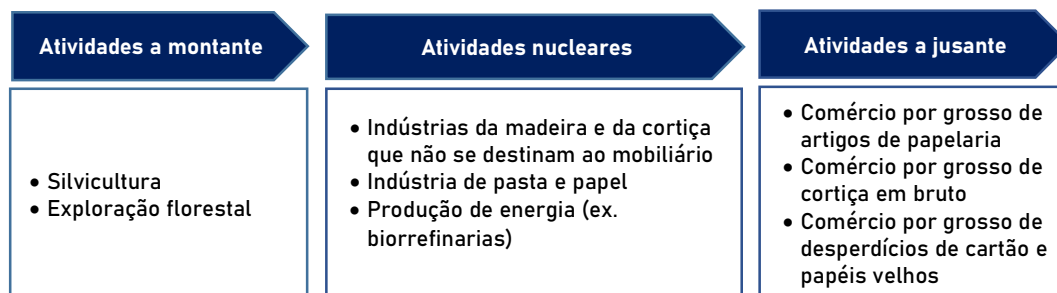 Atividades a montante
Atividades nucleares
Atividades a jusante
• Silvicultura
• Exploração florestal
• Indústrias da madeira e da cortiça
que não se destinam ao mobiliário
• Indústria de pasta e papel
• Produção de energia (ex.
biorrefinarias)
• Comércio por grosso de
artigos de papelaria
• Comércio por grosso de
cortiça em bruto
• Comércio por grosso de
desperdícios de cartão e
papéis velhos